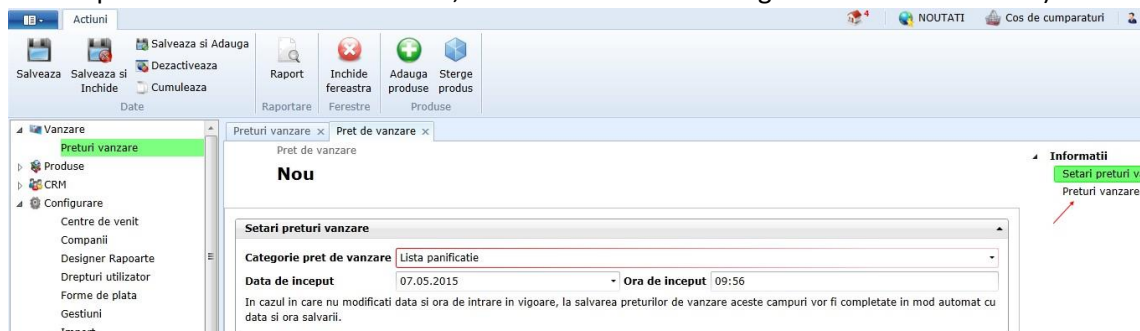 Actiuni
4
NOUTATI
Cos de cumparaturi
Salveaza
Salveaza si
Inchide
Salveaza si Adauga
Dezactiveaza
Cumuleaza
Date
Raport
Raportare
Inchide
fereastra
Ferestre
Adauga
produse
Sterge
produs
Produse
Vanzare
Preturi vanzare
Produse
CRM
Configurare
Centre de venit
Companii
Designer Rapoarte
Drepturi utilizator
Forme de plata
Gestiuni
Preturi vanzare x
Pret de vanzare x
Pret de vanzare
Nou
Setari preturi vanzare
Categorie pret de vanzare Lista panificatie
Data de inceput 07.05.2015 Ora de inceput 09:56
In cazul in care nu modificati data si ora de intrare in vigoare, la salvarea preturilor de vanzare aceste campuri vor fi completate in mod automat cu
data si ora salvarii.
Informatii
Setari preturi v
Preturi vanzare